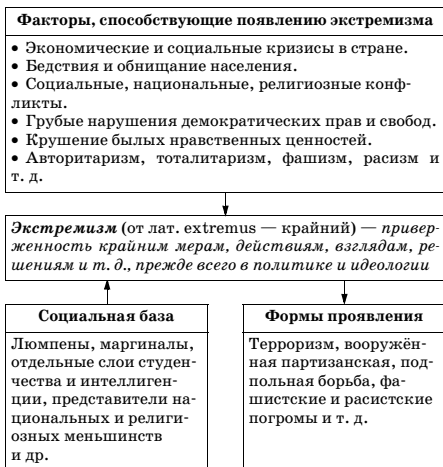 Факторы, способствующие появлению экстремизма
• Экономические и социальные кризисы в стране.
• Бедствия и обнищание населения.
• Социальные, национальные, религиозные конф-
ликты.
• Грубые нарушения демократических прав и свобод.
• Крушение былых нравственных ценностей.
• Авторитаризм, тоталитаризм, фашизм, расизм и
т. д.
Экстремизм (от лат. extremus — крайний) — привер-
женность крайним мерам, действиям, взглядам, ре-
шениям и т. д., прежде всего в политике и идеологии
Социальная база
Люмпены, маргиналы,
отдельные слои студен-
чества и интеллиген-
ции, представители на-
циональных и религи-
озных меньшинств
и др.
Формы проявления
Терроризм, вооружён-
ная партизанская, под-
польная борьба, фа-
шистские и расистские
погромы и т. д.